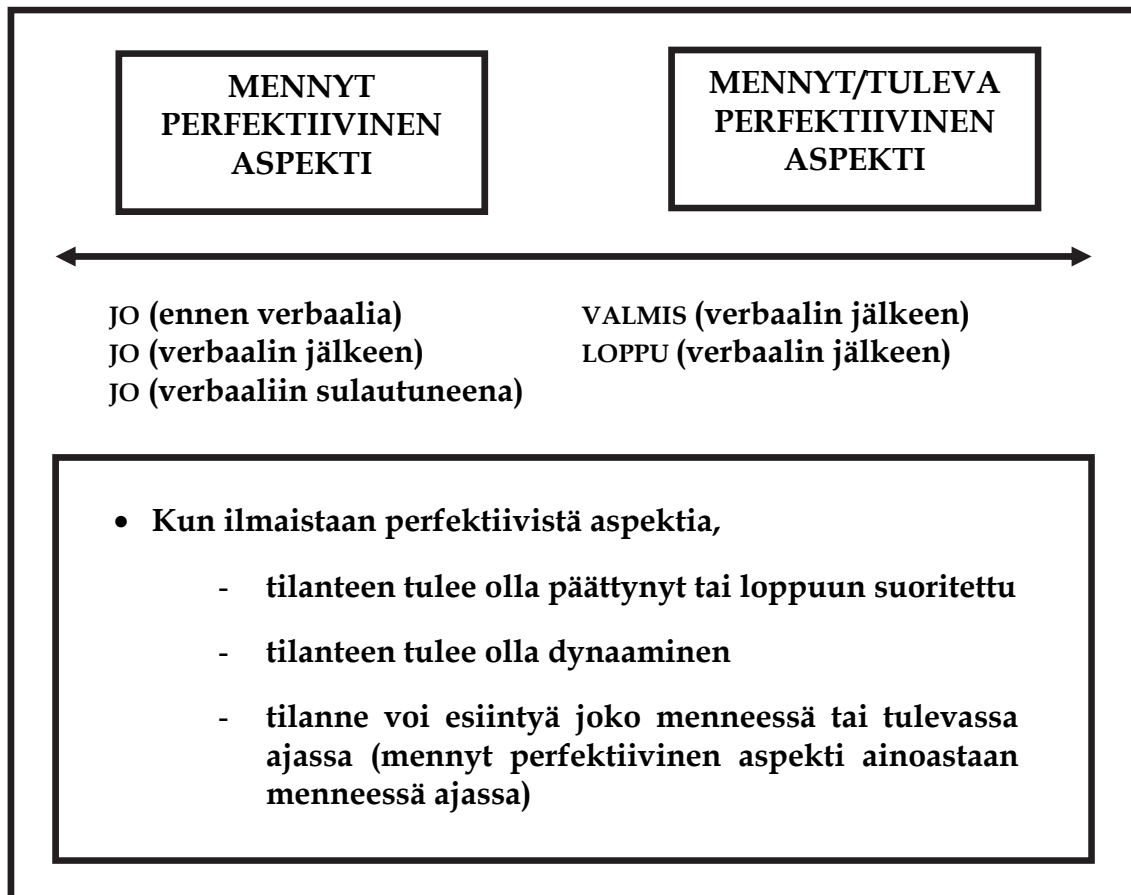 MENNYT
PERFEKTIIVINEN
ASPEKTI
MENNYT/TULEVA
PERFEKTIIVINEN
ASPEKTI
JO (ennen verbaalia)
JO (verbaalin jälkeen)
JO (verbaaliin sulautuneena)
VALMIS (verbaalin jälkeen)
LOPPU (verbaalin jälkeen)
• Kun ilmaistaan perfektiivistä aspektia,
- tilanteen tulee olla päättynyt tai loppuun suoritettu
- tilanteen tulee olla dynaaminen
- tilanne voi esiintyä joko menneessä tai tulevassa
ajassa (mennyt perfektiivinen aspekti ainoastaan
menneessä ajassa)